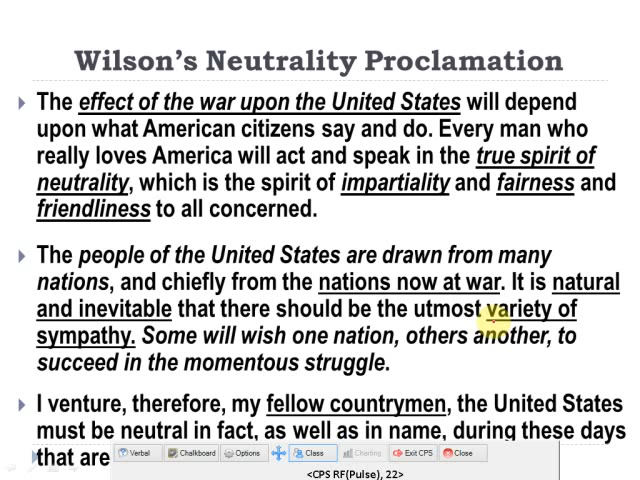 Wilson's Neutrality Proclamation
The effect of the war upon the United States will depend
upon what American citizens say and do. Every man who
really loves America will act and speak in the true spirit of
neutrality, which is the spirit of impartiality and fairness and
friendliness to all concerned.
The people of the United States are drawn from many
nations, and chiefly from the nations now at war. It is natural
and inevitable that there should be the utmost variety of
sympathy. Some will wish one nation, others another, to
succeed in the momentous struggle.
I venture, therefore, my fellow countrymen, the United States
must be neutral in fact, as well as in name, during these days
that are
Verbal Chalkboard Options Class Charting Exit CPS Close
<CPS RF(Pulse), 22>